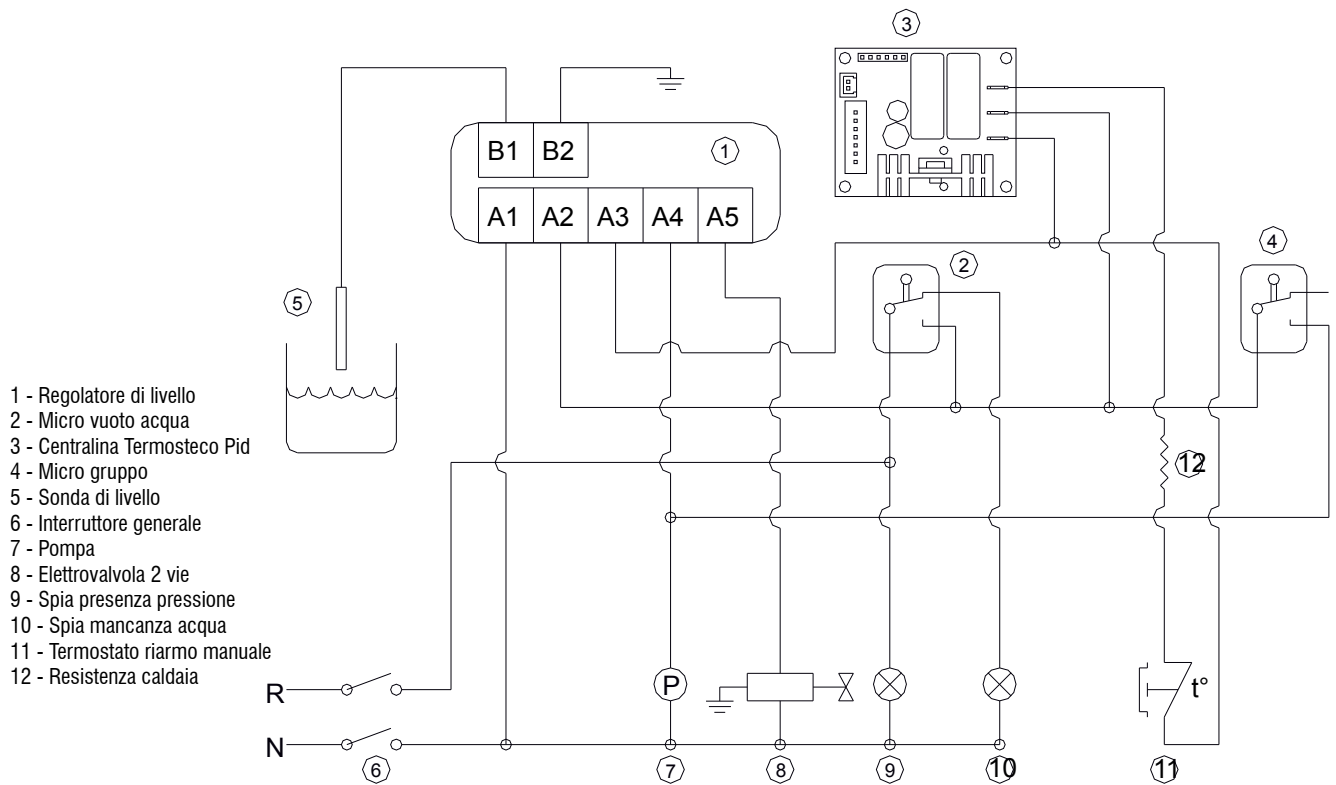 3
B1 B2 1
A1 A2 A3 A4 A5
2
4
5
1 - Regolatore di livello
2 - Micro vuoto acqua
3 - Centralina Termosteco Pid
4 - Micro gruppo
5 - Sonda di livello
6 - Interruttore generale
7 - Pompa
8 - Elettrovalvola 2 vie
9 - Spia presenza pressione
10 - Spia mancanza acqua
11 - Termostato riarmo manuale
12 - Resistenza caldaia
12
R
P
t°
N
6
7
8
9
10
11